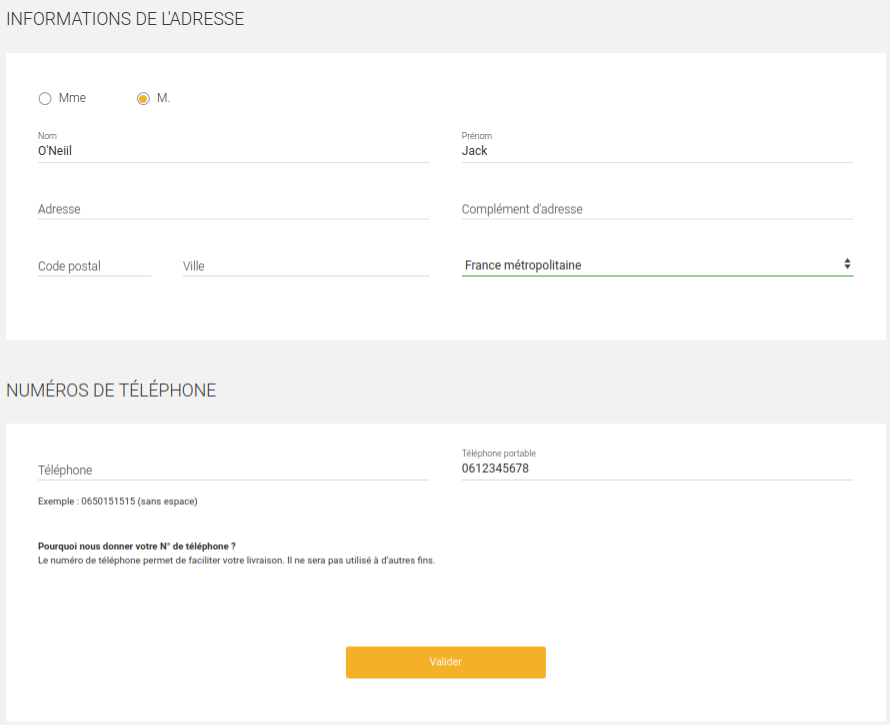 INFORMATIONS DE L'ADRESSE
Mme M.
Nom Prénom
O'Neiil Jack
Adresse Complément d'adresse
Code postal Ville France métropolitaine
NUMÉROS DE TÉLÉPHONE
Téléphone portable
Téléphone 0612345678
Exemple : 0650151515 (sans espace)
Pourquoi nous donner votre N° de téléphone ?
Le numéro de téléphone permet de faciliter votre livraison. Il ne sera pas utilisé à d'autres fins.
Valider